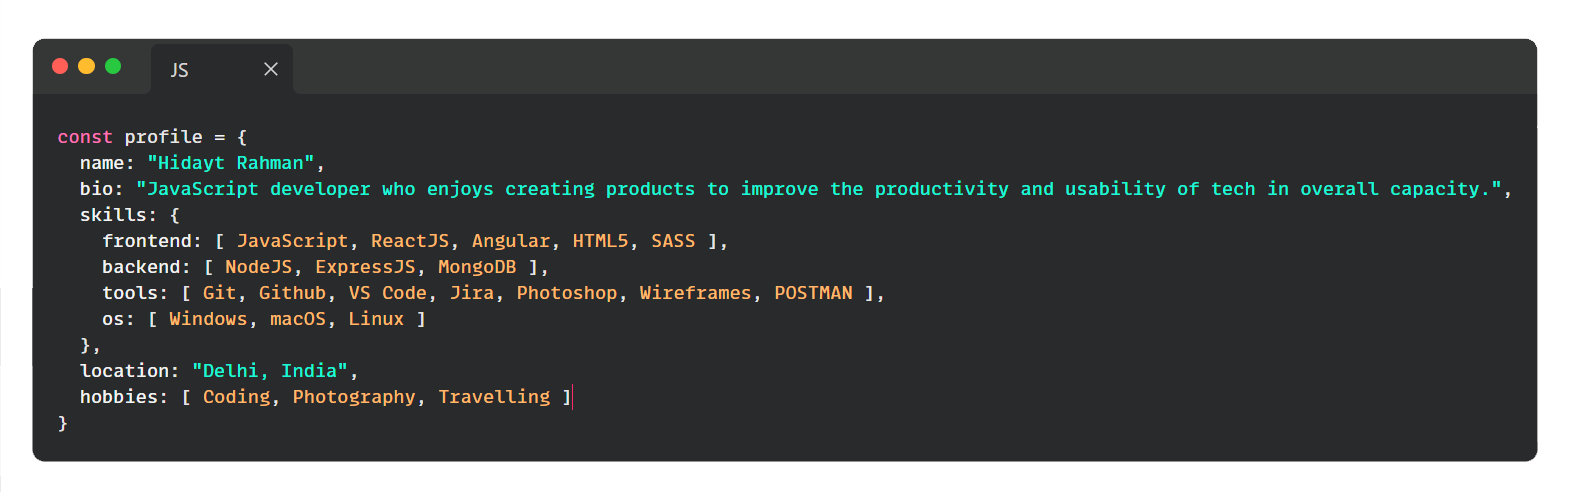 JS
const profile = {
  name: "Hidayt Rahman",
  bio: "JavaScript developer who enjoys creating products to improve the productivity and usability of tech in overall capacity.",
  skills: {
    frontend: [ JavaScript, ReactJS, Angular, HTML5, SASS ],
    backend: [ NodeJS, ExpressJS, MongoDB ],
    tools: [ Git, Github, VS Code, Jira, Photoshop, Wireframes, POSTMAN ],
    os: [ Windows, macOS, Linux ]
  },
  location: "Delhi, India",
  hobbies: [ Coding, Photography, Travelling ]
}